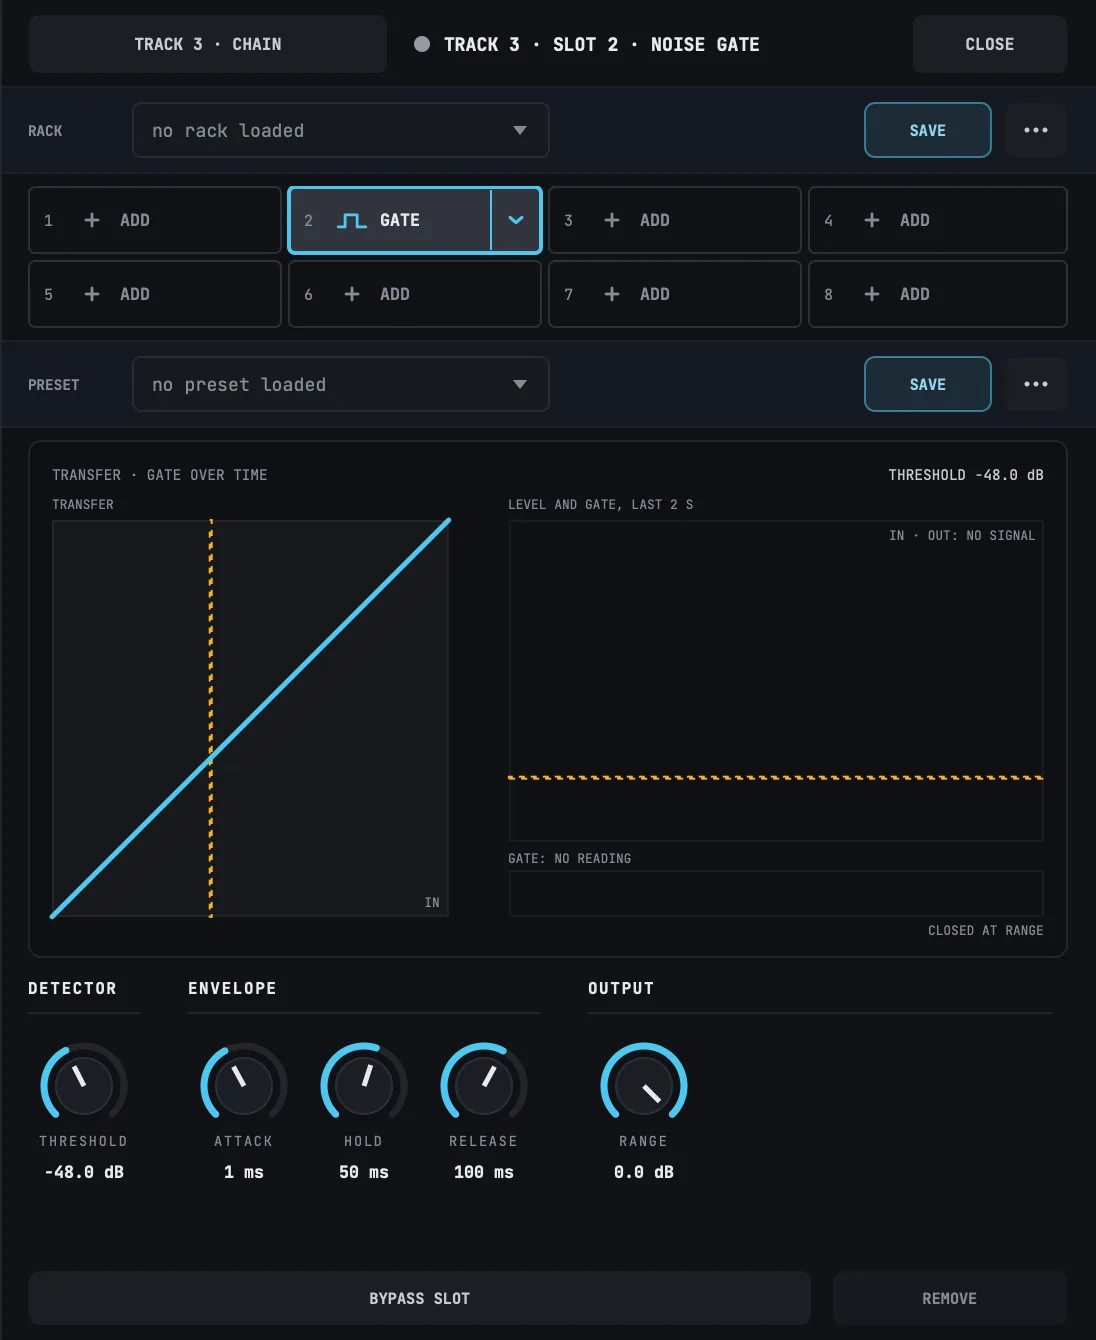 TRACK 3 · CHAIN
TRACK 3 · SLOT 2 · NOISE GATE
CLOSE
RACK
no rack loaded
SAVE
1 + ADD
2 GATE
3 + ADD
4 + ADD
5 + ADD
6 + ADD
7 + ADD
8 + ADD
PRESET
no preset loaded
SAVE
TRANSFER · GATE OVER TIME
THRESHOLD -48.0 dB
TRANSFER
LEVEL AND GATE, LAST 2 S
IN · OUT: NO SIGNAL
IN
GATE: NO READING
CLOSED AT RANGE
DETECTOR
ENVELOPE
OUTPUT
THRESHOLD
ATTACK
HOLD
RELEASE
RANGE
-48.0 dB
1 ms
50 ms
100 ms
0.0 dB
BYPASS SLOT
REMOVE